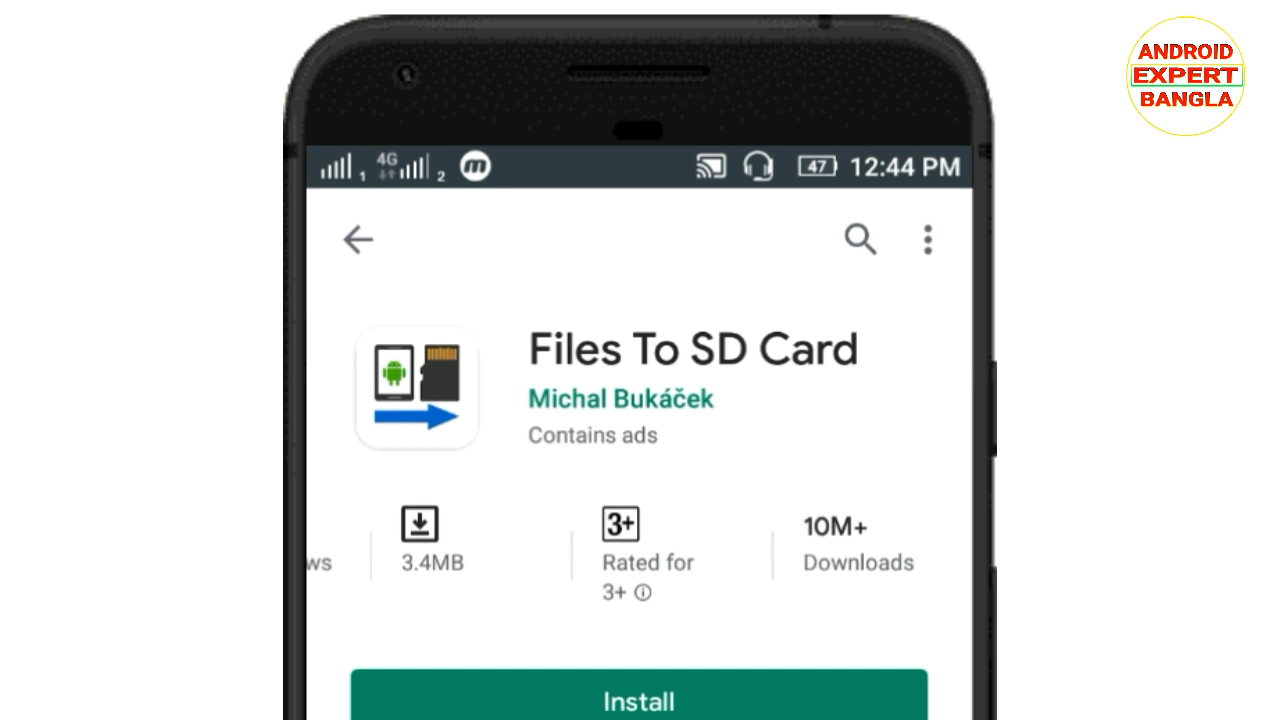 ANDROID
EXPERT
BANGLA
1 4G 2 m 47 12:44 PM
Files To SD Card
Michal Bukáček
Contains ads
ws 3.4MB
3+
Rated for
3+
10M+
Downloads
Install